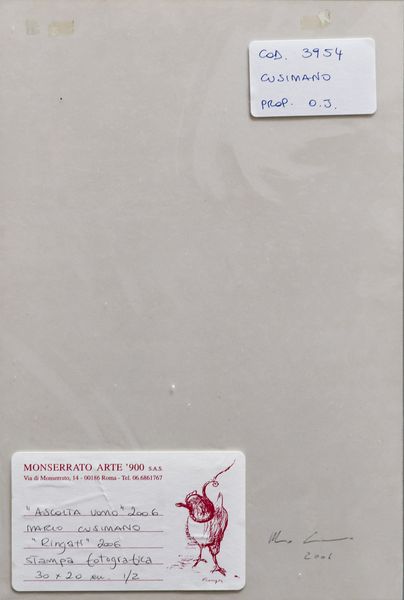 COD. 3954
CUSIMANO
PROP. O.J.
MONSERRATO ARTE '900 S.A.S.
Via di Monserrato, 14 - 00186 Roma - Tel. 06.6861767
"ASCOLTA UOMO" 2006
MARIO CUSIMANO
2006
stampa fotografica
30 x 20 cm. 1/2
2006